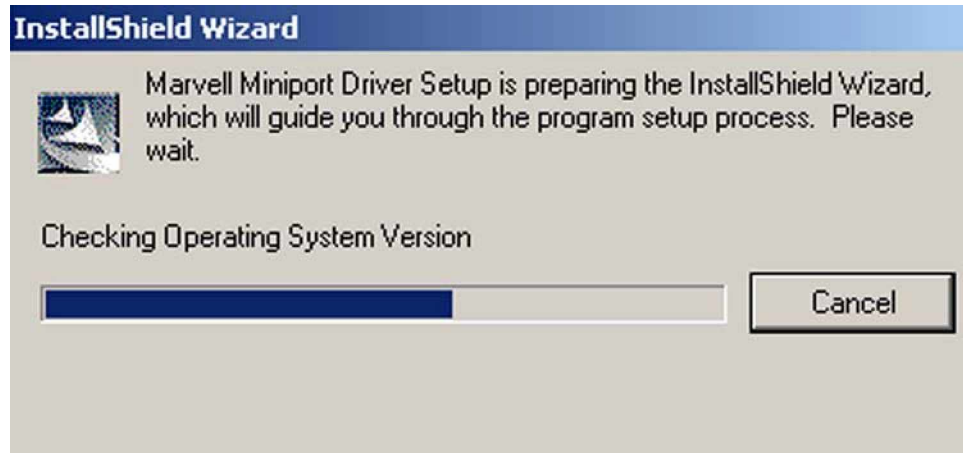 InstallShield Wizard
Marvell Miniport Driver Setup is preparing the InstallShield Wizard,
which will guide you through the program setup process.  Please
wait.
Checking Operating System Version
Cancel